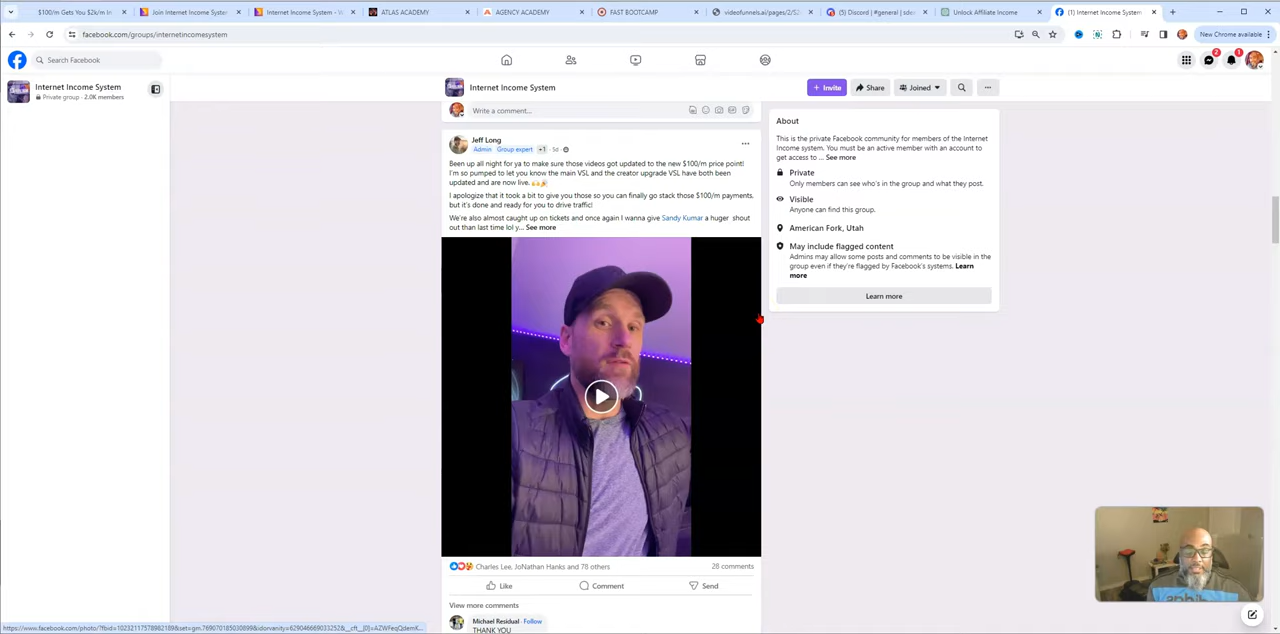 $100/m Gets You $2k/m In
Join Internet Income System
Internet Income System - Va
ATLAS ACADEMY
AGENCY ACADEMY
FAST BOOTCAMP
videofunnels.ai/pages/2/52
(5) Discord | #general | sdo
Unlock Affiliate Income
(1) Internet Income System
facebook.com/groups/internetincomesystem
New Chrome available
Search Facebook
2
1
Internet Income System
Private group · 2.0K members
Internet Income System
+ Invite
Share
Joined
Write a comment...
Jeff Long
Admin Group expert +1 · 5d ·
Been up all night for ya to make sure those videos got updated to the new $100/m price point!
I'm so pumped to let you know the main VSL and the creator upgrade VSL have both been
updated and are now live.
I apologize that it took a bit to give you those so you can finally go stack those $100/m payments,
but it's done and ready for you to drive traffic!
We're also almost caught up on tickets and once again I wanna give Sandy Kumar a huger shout
out than last time lol y... See more
Charles Lee, JoNathan Hanks and 78 others
28 comments
Like
Comment
Send
View more comments
Michael Residual · Follow
THANK YOU
About
This is the private Facebook community for members of the Internet
Income system. You must be an active member with an account to
get access to ... See more
Private
Only members can see who's in the group and what they post.
Visible
Anyone can find this group.
American Fork, Utah
May include flagged content
Admins may allow some posts and comments to be visible in the
group even if they're flagged by Facebook's systems. Learn
more
Learn more